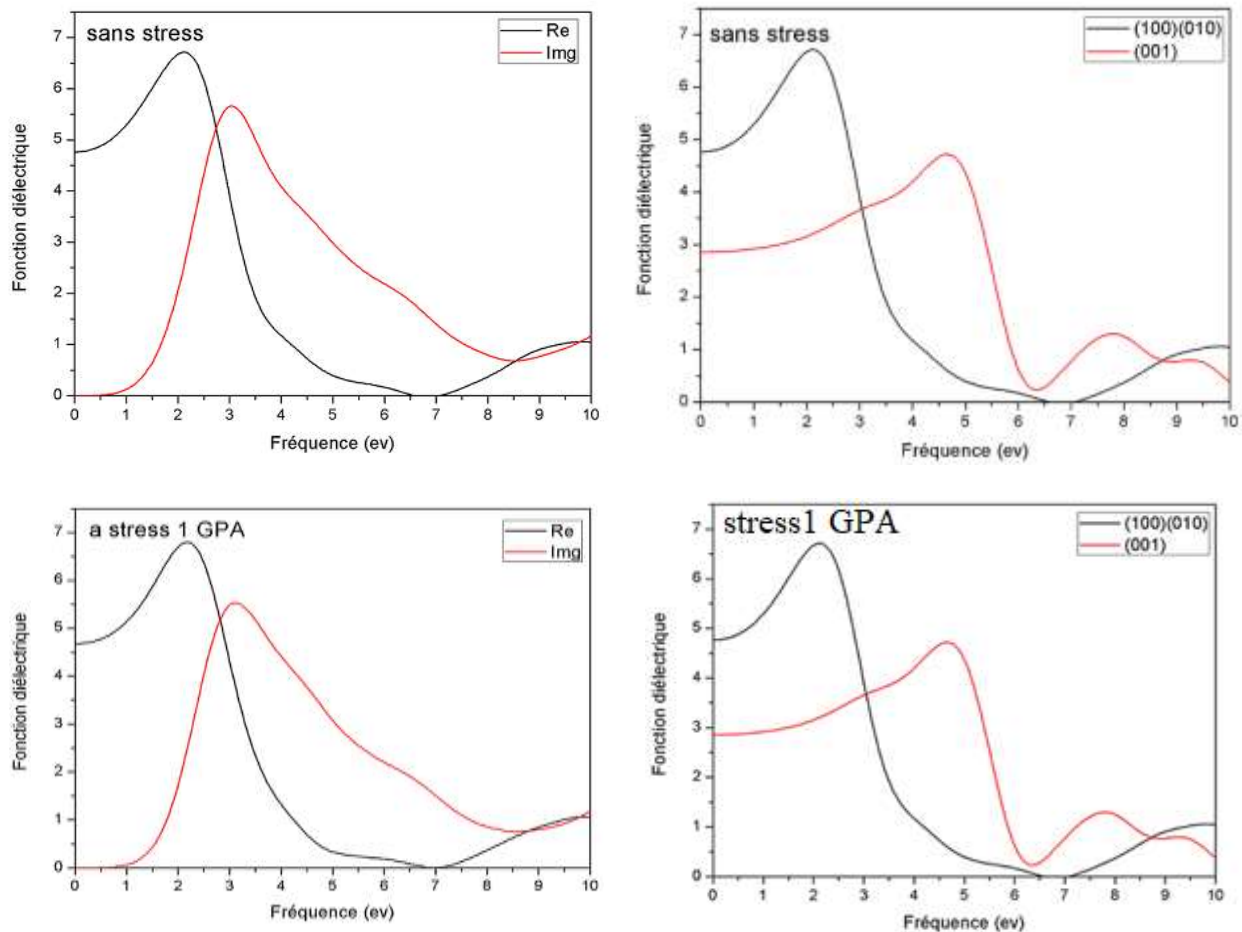 sans stress
Re
Img
Fonction diélectrique
7
6
5
4
3
2
1
0
0 1 2 3 4 5 6 7 8 9 10
Fréquence (ev)
sans stress
(100)(010)
(001)
Fonction diélectrique
7
6
5
4
3
2
1
0
0 1 2 3 4 5 6 7 8 9 10
Fréquence (ev)
a stress 1 GPA
Re
Img
Fonction diélectrique
7
6
5
4
3
2
1
0
0 1 2 3 4 5 6 7 8 9 10
Fréquence (ev)
stress1 GPA
(100)(010)
(001)
Fonction diélectrique
7
6
5
4
3
2
1
0
0 1 2 3 4 5 6 7 8 9 10
Fréquence (ev)